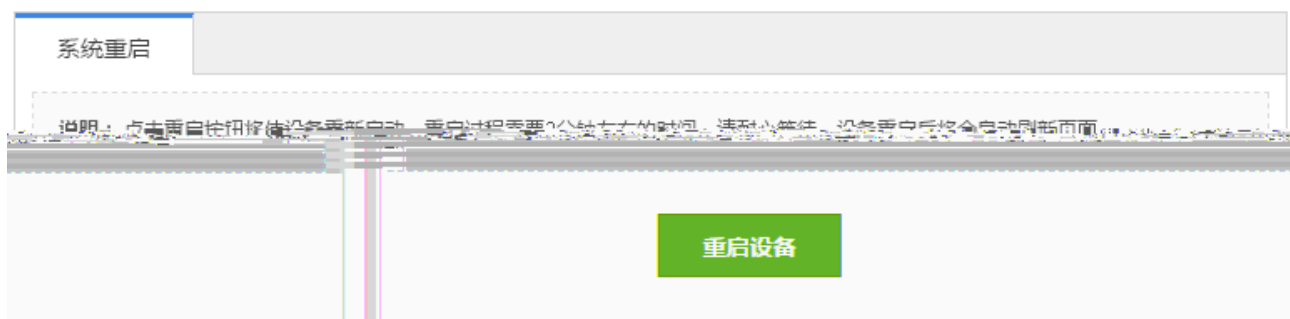 系统重启
说明：点击重启按钮将使设备重新启动。重启过程需要2分钟左右的时间，请耐心等待。设备重启后将会自动刷新页面。
重启设备